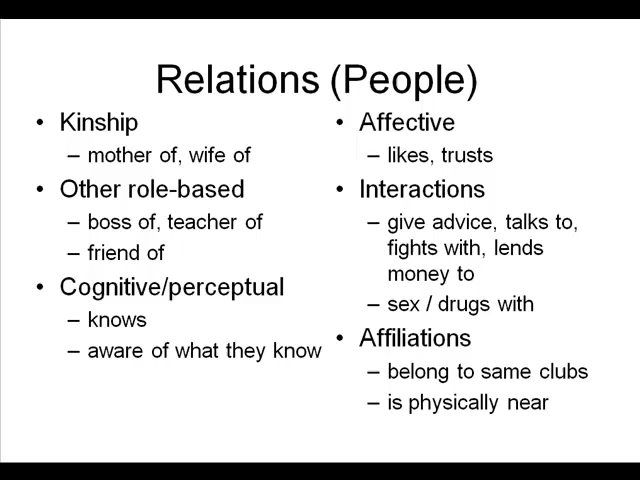 Relations (People)
• Kinship
– mother of, wife of
• Other role-based
– boss of, teacher of
– friend of
• Cognitive/perceptual
– knows
– aware of what they know
• Affective
– likes, trusts
• Interactions
– give advice, talks to,
fights with, lends
money to
– sex / drugs with
• Affiliations
– belong to same clubs
– is physically near